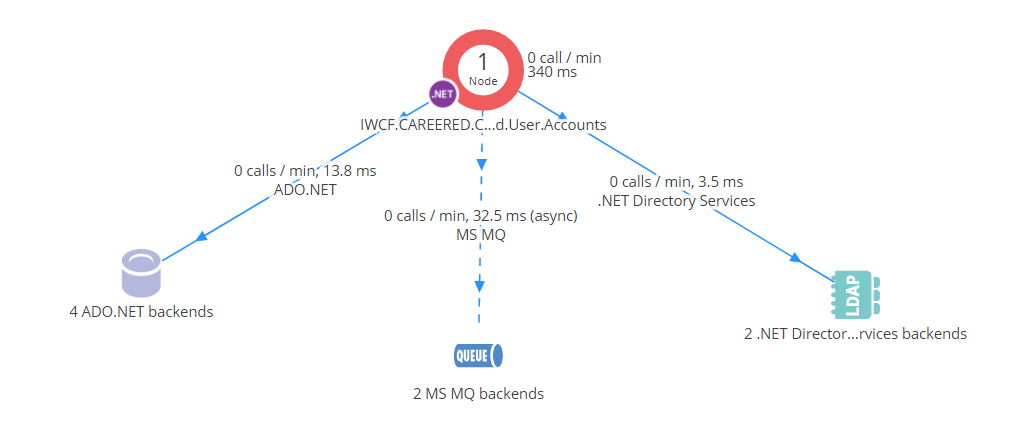 1
Node
.NET
0 call / min
340 ms
IWCF.CAREERED.C...d.User.Accounts
0 calls / min, 13.8 ms
ADO.NET
0 calls / min, 3.5 ms
.NET Directory Services
0 calls / min, 32.5 ms (async)
MS MQ
4 ADO.NET backends
LDAP
2 .NET Director...rvices backends
QUEUE
2 MS MQ backends